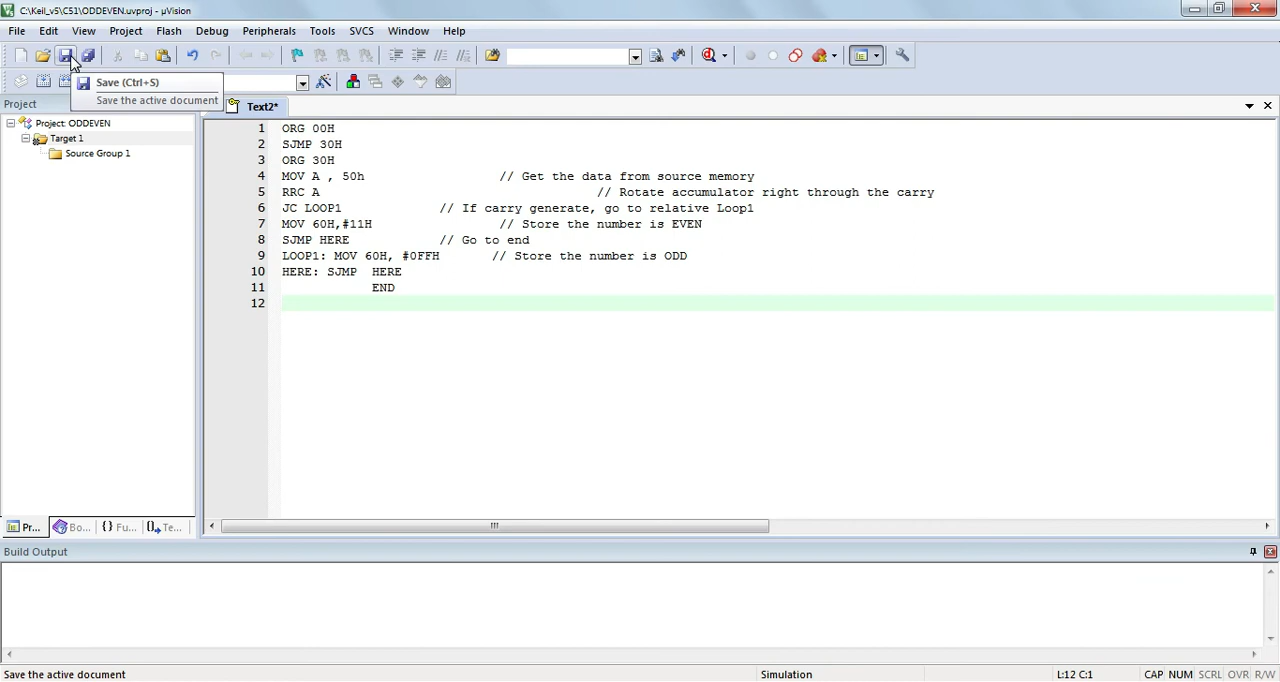 C:\Keil_v5\C51\ODDEVEN.uvproj - µVision
File Edit View Project Flash Debug Peripherals Tools SVCS Window Help
Save (Ctrl+S)
Save the active document
Project
Text2*
Project: ODDEVEN
Target 1
Source Group 1
1 ORG 00H
2 SJMP 30H
3 ORG 30H
4 MOV A , 50h // Get the data from source memory
5 RRC A // Rotate accumulator right through the carry
6 JC LOOP1 // If carry generate, go to relative Loop1
7 MOV 60H,#11H // Store the number is EVEN
8 SJMP HERE // Go to end
9 LOOP1: MOV 60H, #0FFH // Store the number is ODD
10 HERE: SJMP HERE
11 END
12
Pr... Bo... {} Fu... 0 Te...
Build Output
Save the active document Simulation L:12 C:1 CAP NUM SCRL OVR R/W